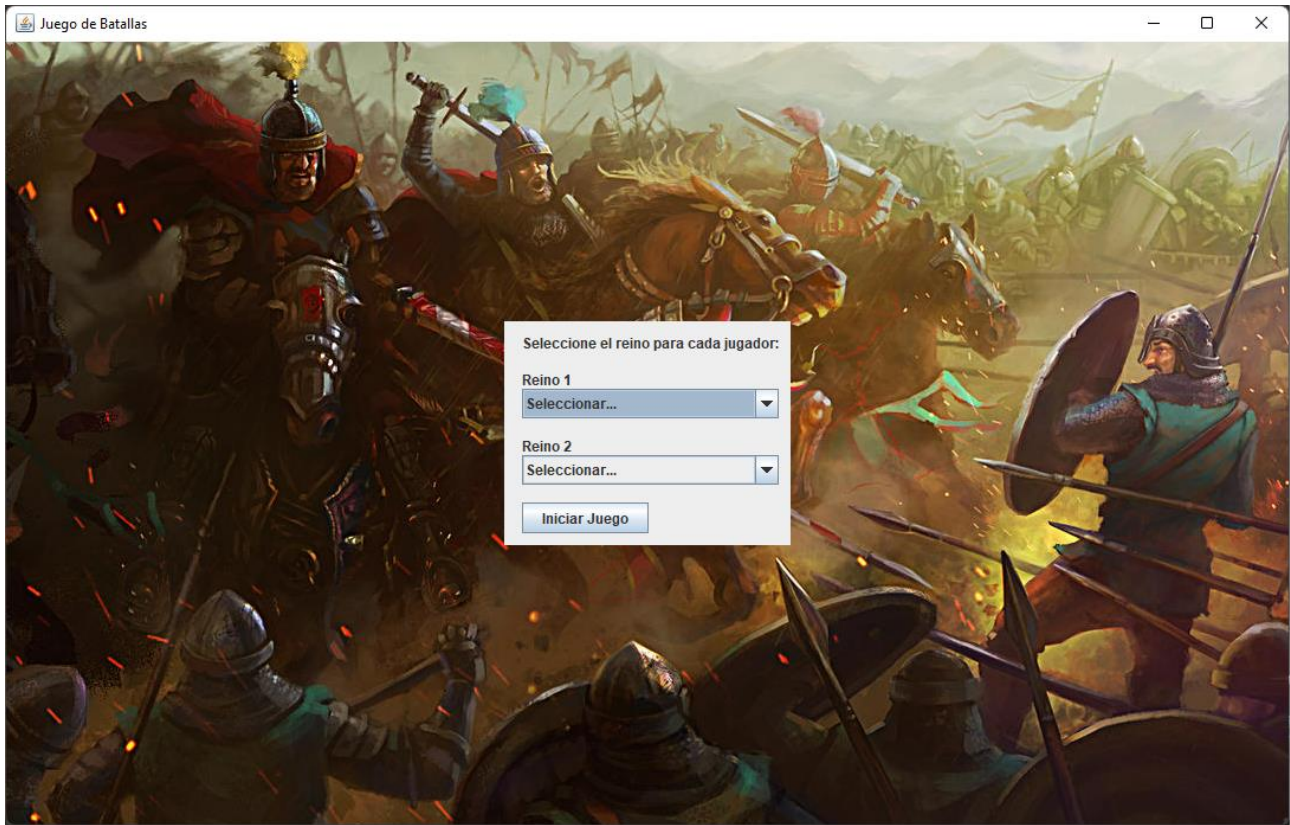 Juego de Batallas
Seleccione el reino para cada jugador:
Reino 1
Seleccionar...
Reino 2
Seleccionar...
Iniciar Juego